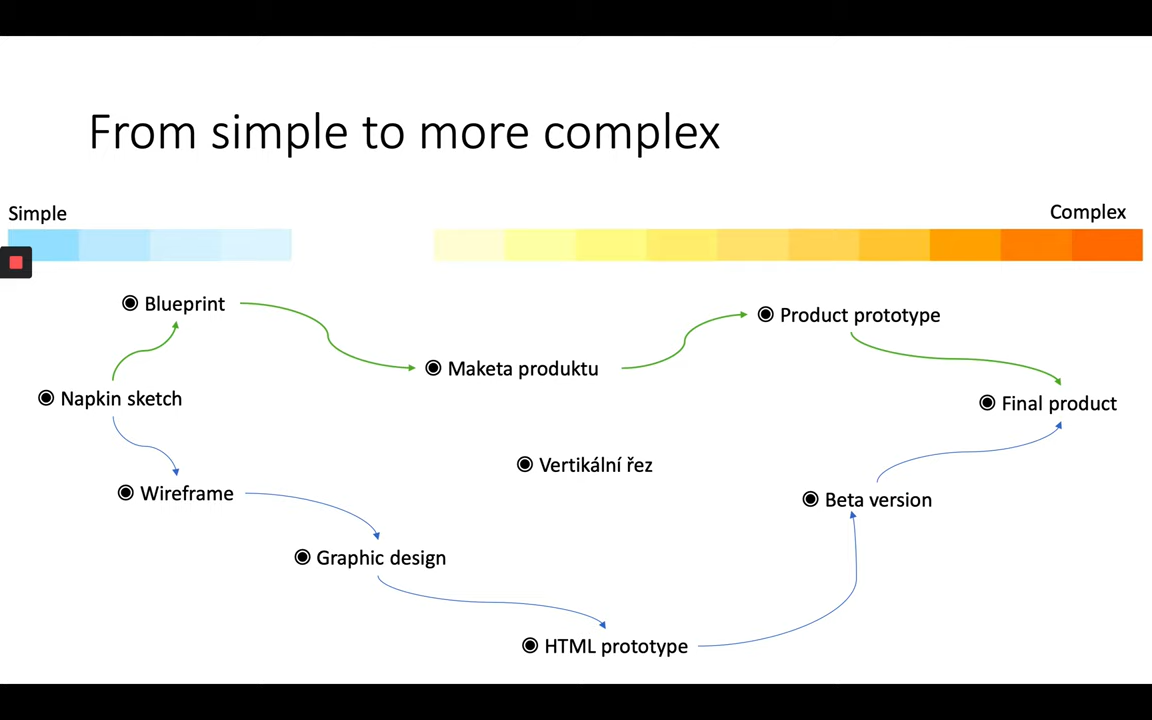 From simple to more complex
Simple
Complex
Blueprint
Product prototype
Maketa produktu
Napkin sketch
Final product
Vertikální řez
Wireframe
Beta version
Graphic design
HTML prototype